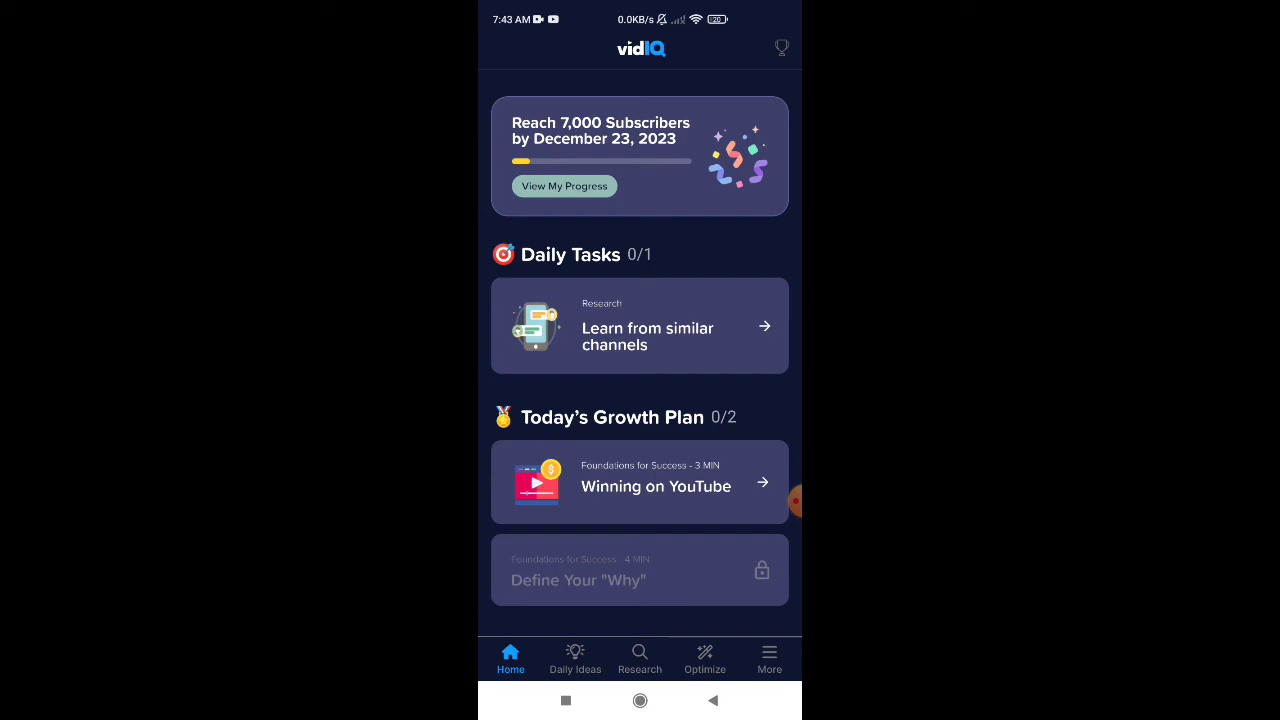 7:43 AM 0.0KB/s 20
vidIQ
Reach 7,000 Subscribers
by December 23, 2023
View My Progress
Daily Tasks 0/1
Research
Learn from similar
channels
Today's Growth Plan 0/2
Foundations for Success - 3 MIN
Winning on YouTube
Foundations for Success - 4 MIN
Define Your "Why"
Home Daily Ideas Research Optimize More